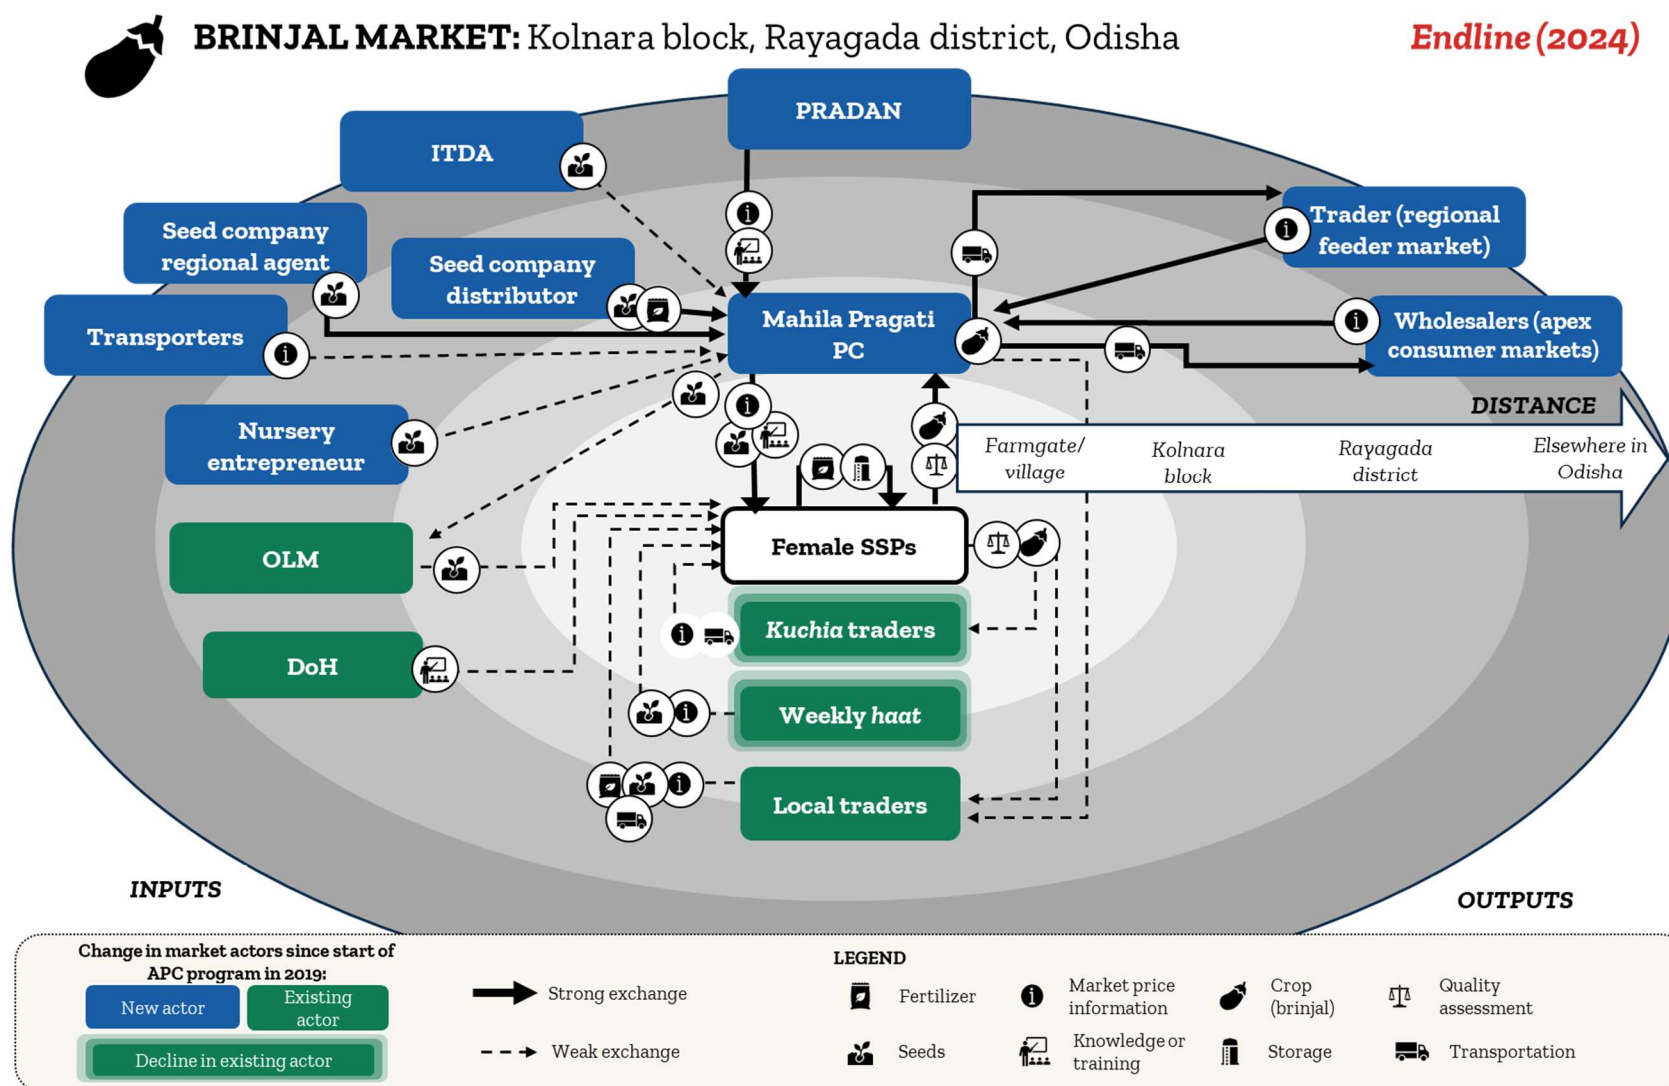 BRINJAL MARKET: Kolnara block, Rayagada district, Odisha
Endline (2024)
PRADAN
ITDA
Seed company
regional agent
Seed company
distributor
Transporters
Mahila Pragati
PC
Trader (regional
feeder market)
Wholesalers (apex
consumer markets)
Nursery
entrepreneur
DISTANCE
Farmgate/
village
Kolnara
block
Rayagada
district
Elsewhere in
Odisha
OLM
Female SSPs
DoH
Kuchia traders
Weekly haat
Local traders
INPUTS
OUTPUTS
Change in market actors since start of
APC program in 2019:
New actor
Existing
actor
Decline in existing actor
Strong exchange
Weak exchange
LEGEND
Fertilizer
Market price
information
Crop
(brinjal)
Quality
assessment
Seeds
Knowledge or
training
Storage
Transportation